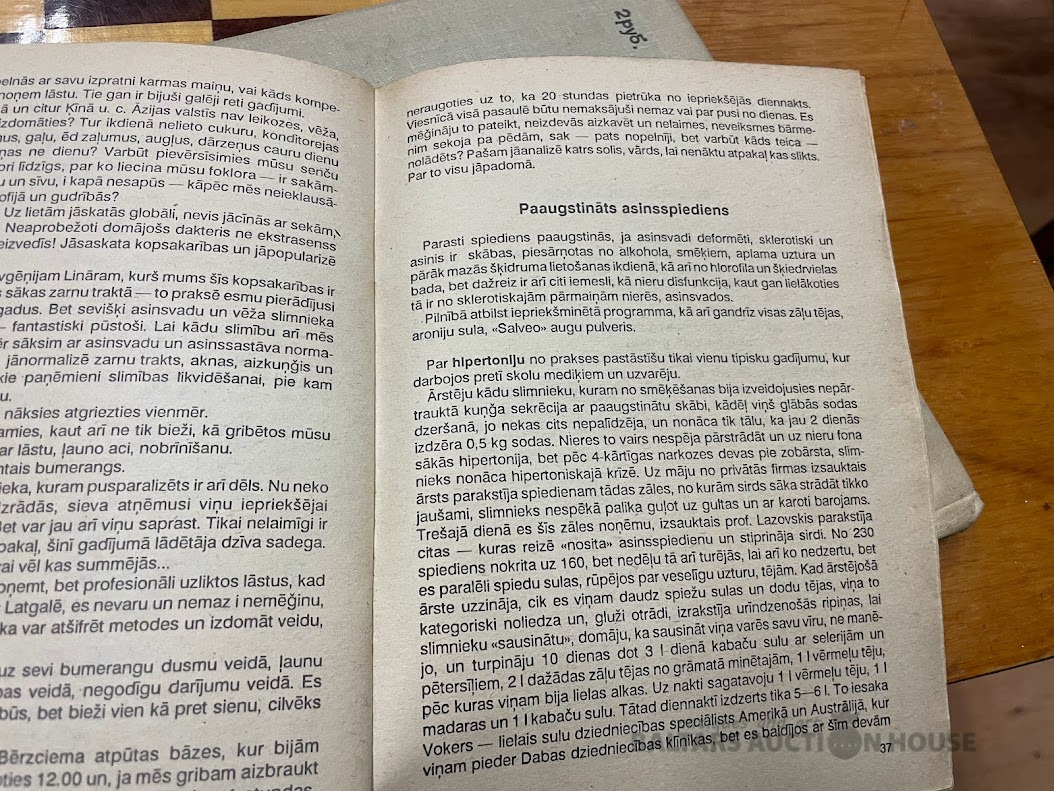 2руб.
elnās ar savu izpratni karmas maiņu, vai kāds kompe-
noņem lāstu. Tie gan ir bijuši galēji reti gadījumi.
ā un citur Ķīnā u. c. Āzijas valstīs nav leikozes, vēža,
izdomāties? Tur ikdienā nelieto cukuru, konditorejas
us, gaļu, ēd zaļumus, augļus, dārzeņus cauru dienu
ņas ne dienu? Varbūt pievērsīsimies mūsu senču
ori līdzīgs, par ko liecina mūsu foklora — ir sakām-
u un sīvu, i kapā nesapūs — kāpēc mēs neieklausā-
ofijā un gudrībās?
Uz lietām jāskatās globāli, nevis jācīnās ar sekām.
Neaprobežoti domājošs dakteris ne ekstrasenss
eizvedīs! Jāsaskata kopsakarības un jāpopularizē
vgēnijam Lināram, kurš mums šīs kopsakarības ir
s sākas zarnu traktā — to praksē esmu pierādījusi
gadus. Bet sevišķi asinsvadu un vēža slimnieka
— fantastiski pūstoši. Lai kādu slimību arī mēs
ēr sāksim ar asinsvadu un asinssastāva norma-
jānormalizē zarnu trakts, aknas, aizkuņģis un
kie paņēmieni slimības likvidēšanai, pie kam
u.
nāksies atgriezties vienmēr.
amies, kaut arī ne tik bieži, kā gribētos mūsu
ar lāstu, ļauno aci, nobrīnīšanu.
ntais bumerangs.
ieka, kuram pusparalizēts ir arī dēls. Nu neko
Izrādās, sieva atņēmusi viņu iepriekšējai
Bet var jau arī viņu saprast. Tikai nelaimīgi ir
pakaļ, šinī gadījumā lādētāja dzīva sadega.
vai vēl kas summējās...
oņemt, bet profesionāli uzliktos lāstus, kad
Latgalē, es nevaru un nemaz i nemēģinu,
ka var atšifrēt metodes un izdomāt veidu,
uz sevi bumerangu dusmu veidā, ļaunu
bas veidā, negodīgu darījumu veidā. Es
būs, bet bieži vien kā pret sienu, cilvēks
Bērzciema atpūtas bāzes, kur bijām
oties 12.00 un, ja mēs gribam aizbraukt
neraugoties uz to, ka 20 stundas pietrūka no iepriekšējās diennakts.
Viesnīcā visā pasaulē būtu nemaksājuši nemaz vai par pusi no dienas. Es
mēģināju to pateikt, neizdevās aizkavēt un nelaimes, neveiksmes bērme-
nim sekoja pa pēdām, sak — pats nopelnīji, bet varbūt kāds teica —
nolādēts? Pašam jāanalizē katrs solis, vārds, lai nenāktu atpakaļ kas slikts.
Par to visu jāpadomā.
Paaugstināts asinsspiediens
Parasti spiediens paaugstinās, ja asinsvadi deformēti, sklerotiski un
asinis ir skābas, piesārņotas no alkohola, smēķiem, aplama uztura un
pārāk mazās šķidruma lietošanas ikdienā, kā arī no hlorofila un šķiedrvielas
bada, bet dažreiz ir arī citi iemesli, kā nieru disfunkcija, kaut gan lielākoties
tā ir no sklerotiskajām pārmaiņām nierēs, asinsvados.
Pilnībā atbilst iepriekšminētā programma, kā arī gandrīz visas zāļu tējas,
aroniju sula, «Salveo» augu pulveris.
Par hipertoniju no prakses pastāstīšu tikai vienu tipisku gadījumu, kur
darbojos pretī skolu mediķiem un uzvarēju.
Ārstēju kādu slimnieku, kuram no smēķēšanas bija izveidojusies nepār-
trauktā kuņģa sekrēcija ar paaugstinātu skābi, kādēļ viņš glābās sodas
dzeršanā, jo nekas cits nepalīdzēja, un nonāca tik tālu, ka jau 2 dienās
izdzēra 0,5 kg sodas. Nieres to vairs nespēja pārstrādāt un uz nieru fona
sākās hipertonija, bet pēc 4-kārtīgas narkozes devas pie zobārsta, slim-
nieks nonāca hipertoniskajā krīzē. Uz māju no privātās firmas izsauktais
ārsts parakstīja spiedienam tādas zāles, no kurām sirds sāka strādāt tikko
jaušami, slimnieks nespēkā palika guļot uz gultas un ar karoti barojams.
Trešajā dienā es šīs zāles noņēmu, izsauktais prof. Lazovskis parakstīja
citas — kuras reizē «nosita» asinsspiedienu un stiprināja sirdi. No 230
spiediens nokrita uz 160, bet nedēļu tā arī turējās, lai arī ko nedzertu, bet
es paralēli spiedu sulas, rūpējos par veselīgu uzturu, tējām. Kad ārstējošā
ārste uzzināja, cik es viņam daudz spiežu sulas un dodu tējas, viņa to
kategoriski noliedza un, gluži otrādi, izrakstīja urīndzenošās ripiņas, lai
slimnieku «sausinātu», domāju, ka sausināt viņa varēs savu vīru, ne manē-
jo, un turpināju 10 dienas dot 3 l dienā kabaču sulu ar selerijām un
pētersīļiem, 2 l dažādas zāļu tējas no grāmatā minētajām, 1 l vērmeļu tēju,
pēc kuras viņam bija lielas alkas. Uz nakti sagatavoju 1 l vērmeļu tēju, 1 l
madaras un 1 l kabaču sulu. Tātad diennaktī izdzerts tika 5—6 l. To iesaka
Vokers — lielais sulu dziedniecības speciālists Amerikā un Austrālijā, kur
viņam pieder Dabas dziedniecības klīnikas, bet es baidījos ar šīm devām
37